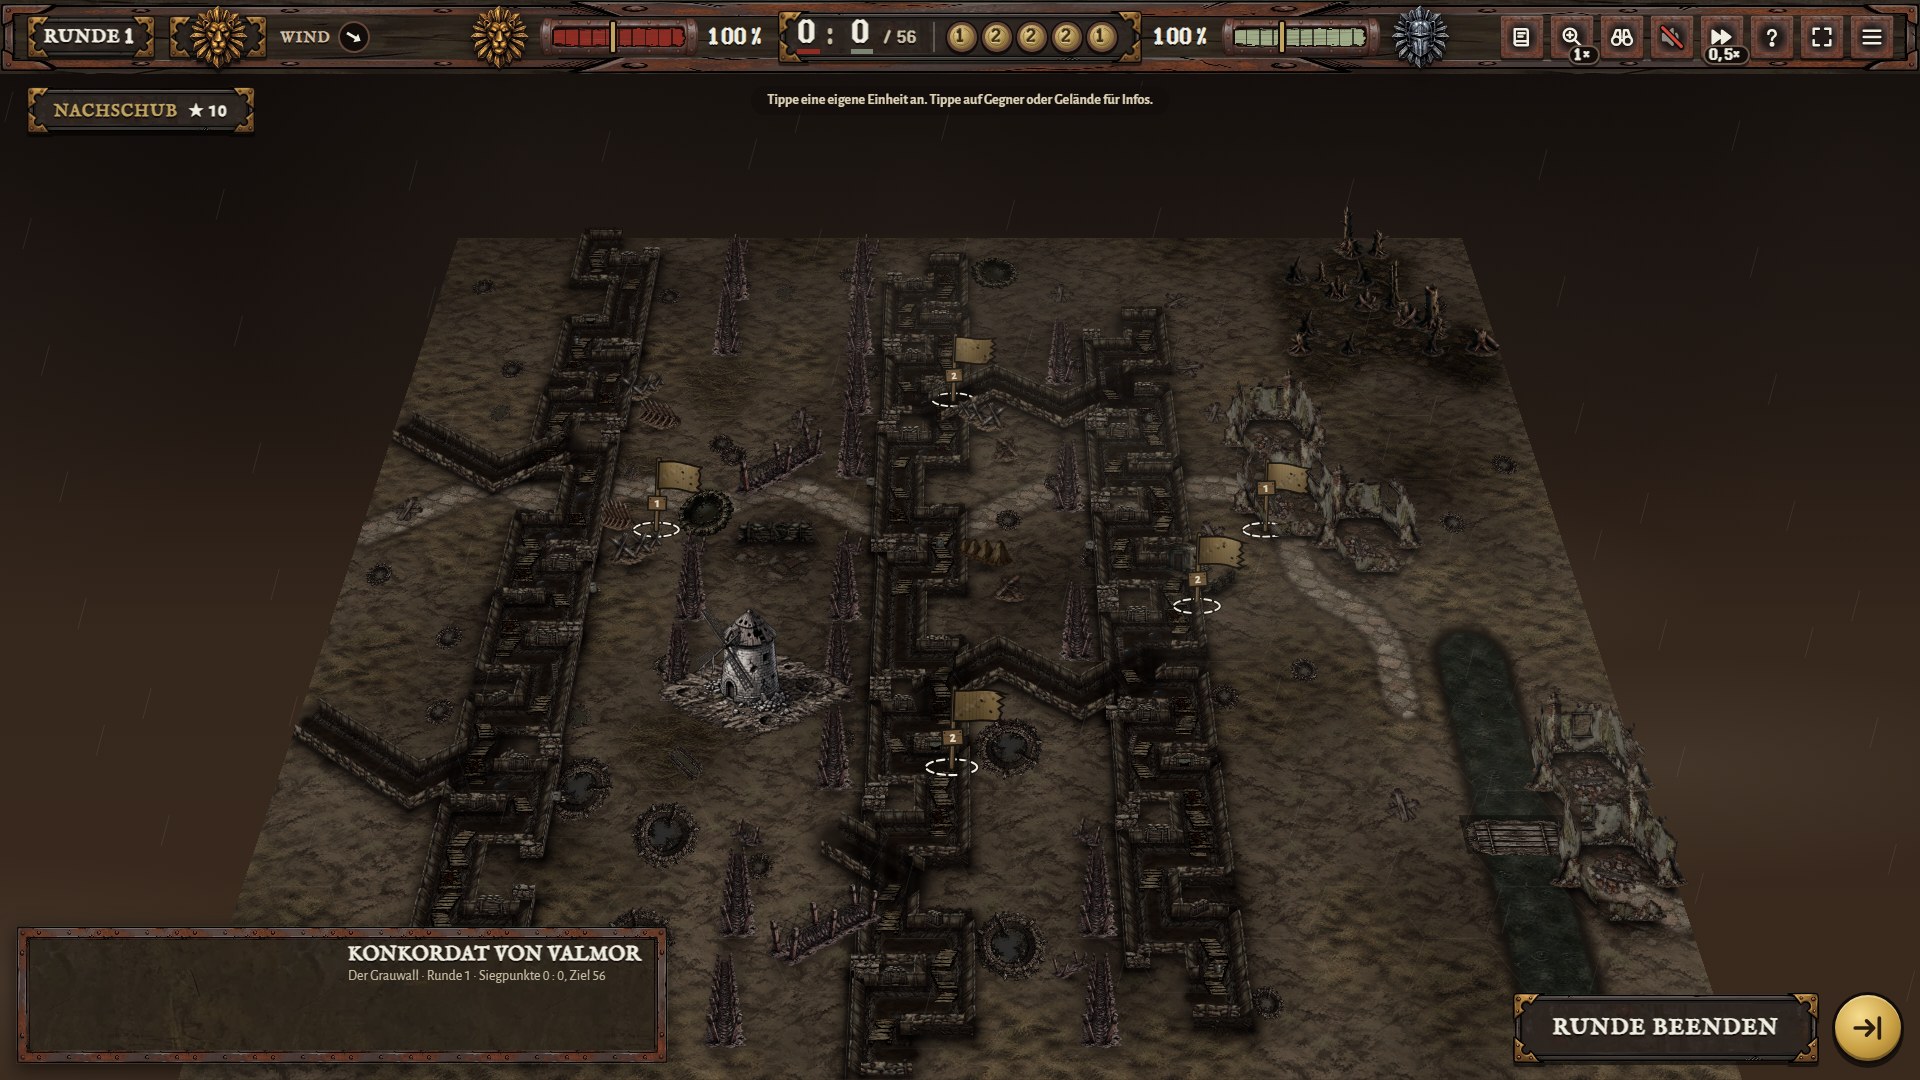 RUNDE 1
WIND
100%
0 : 0 / 56
1 2 2 2 1
100%
1×
0,5×
?
NACHSCHUB ★ 10
Tippe eine eigene Einheit an. Tippe auf Gegner oder Gelände für Infos.
2
1
1
2
2
KONKORDAT VON VALMOR
Der Grauwall · Runde 1 · Siegpunkte 0 : 0, Ziel 56
RUNDE BEENDEN